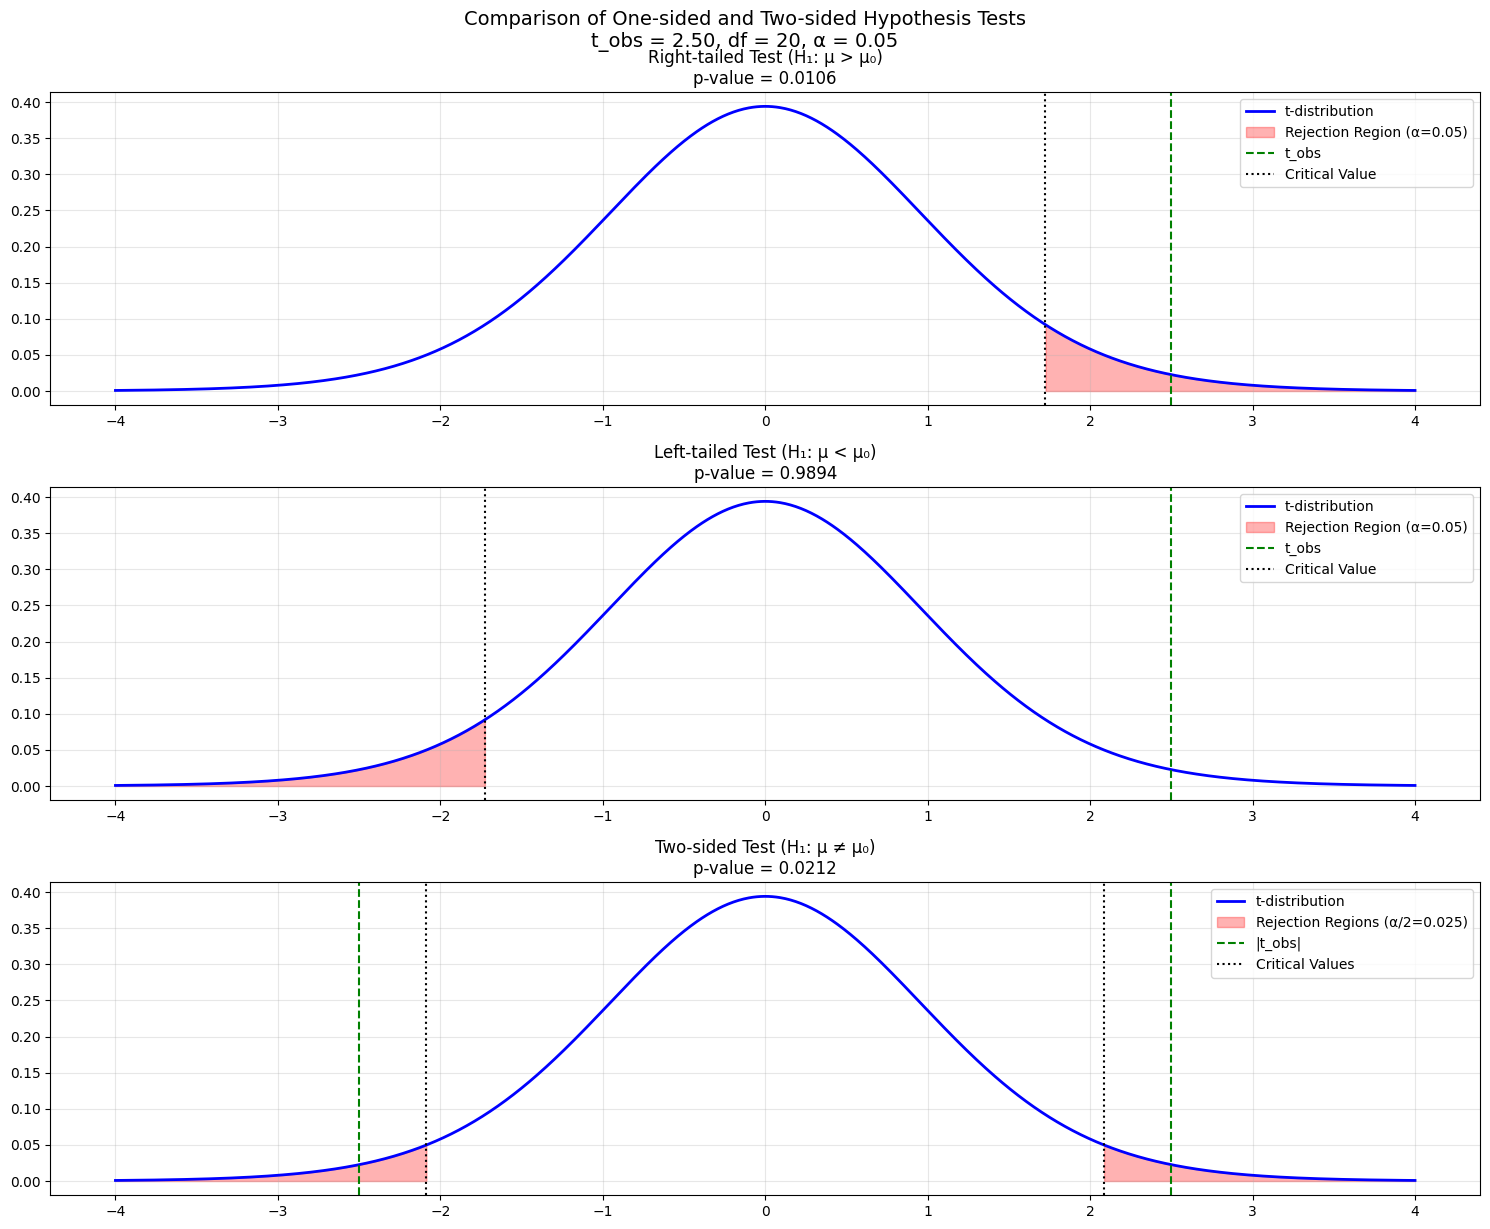 Comparison of One-sided and Two-sided Hypothesis Tests
t_obs = 2.50, df = 20, α = 0.05
Right-tailed Test (H₁: μ > μ₀)
p-value = 0.0106
0.40
0.35
0.30
0.25
0.20
0.15
0.10
0.05
0.00
t-distribution
Rejection Region (α=0.05)
t_obs
Critical Value
−4 −3 −2 −1 0 1 2 3 4
Left-tailed Test (H₁: μ < μ₀)
p-value = 0.9894
0.40
0.35
0.30
0.25
0.20
0.15
0.10
0.05
0.00
t-distribution
Rejection Region (α=0.05)
t_obs
Critical Value
−4 −3 −2 −1 0 1 2 3 4
Two-sided Test (H₁: μ ≠ μ₀)
p-value = 0.0212
0.40
0.35
0.30
0.25
0.20
0.15
0.10
0.05
0.00
t-distribution
Rejection Regions (α/2=0.025)
|t_obs|
Critical Values
−4 −3 −2 −1 0 1 2 3 4